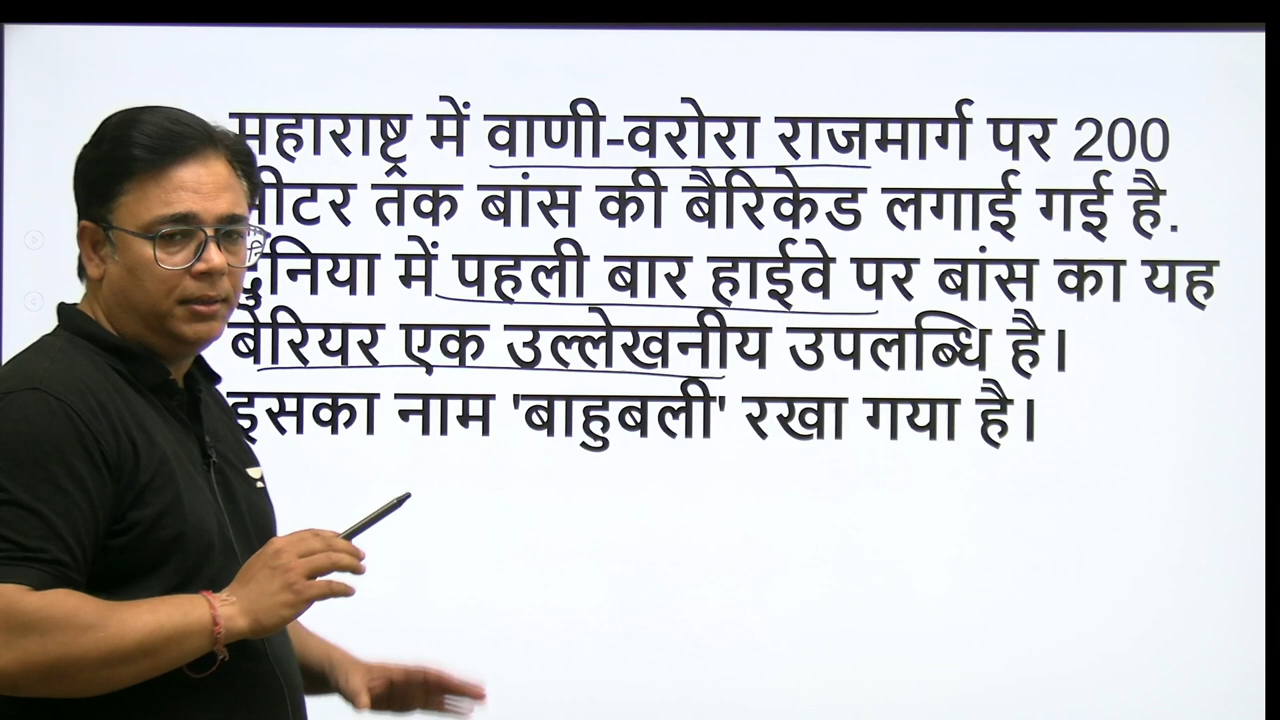 महाराष्ट्र में वाणी-वरोरा राजमार्ग पर 200
मीटर तक बांस की बैरिकेड लगाई गई है.
दुनिया में पहली बार हाईवे पर बांस का यह
बेरियर एक उल्लेखनीय उपलब्धि है।
इसका नाम 'बाहुबली' रखा गया है।